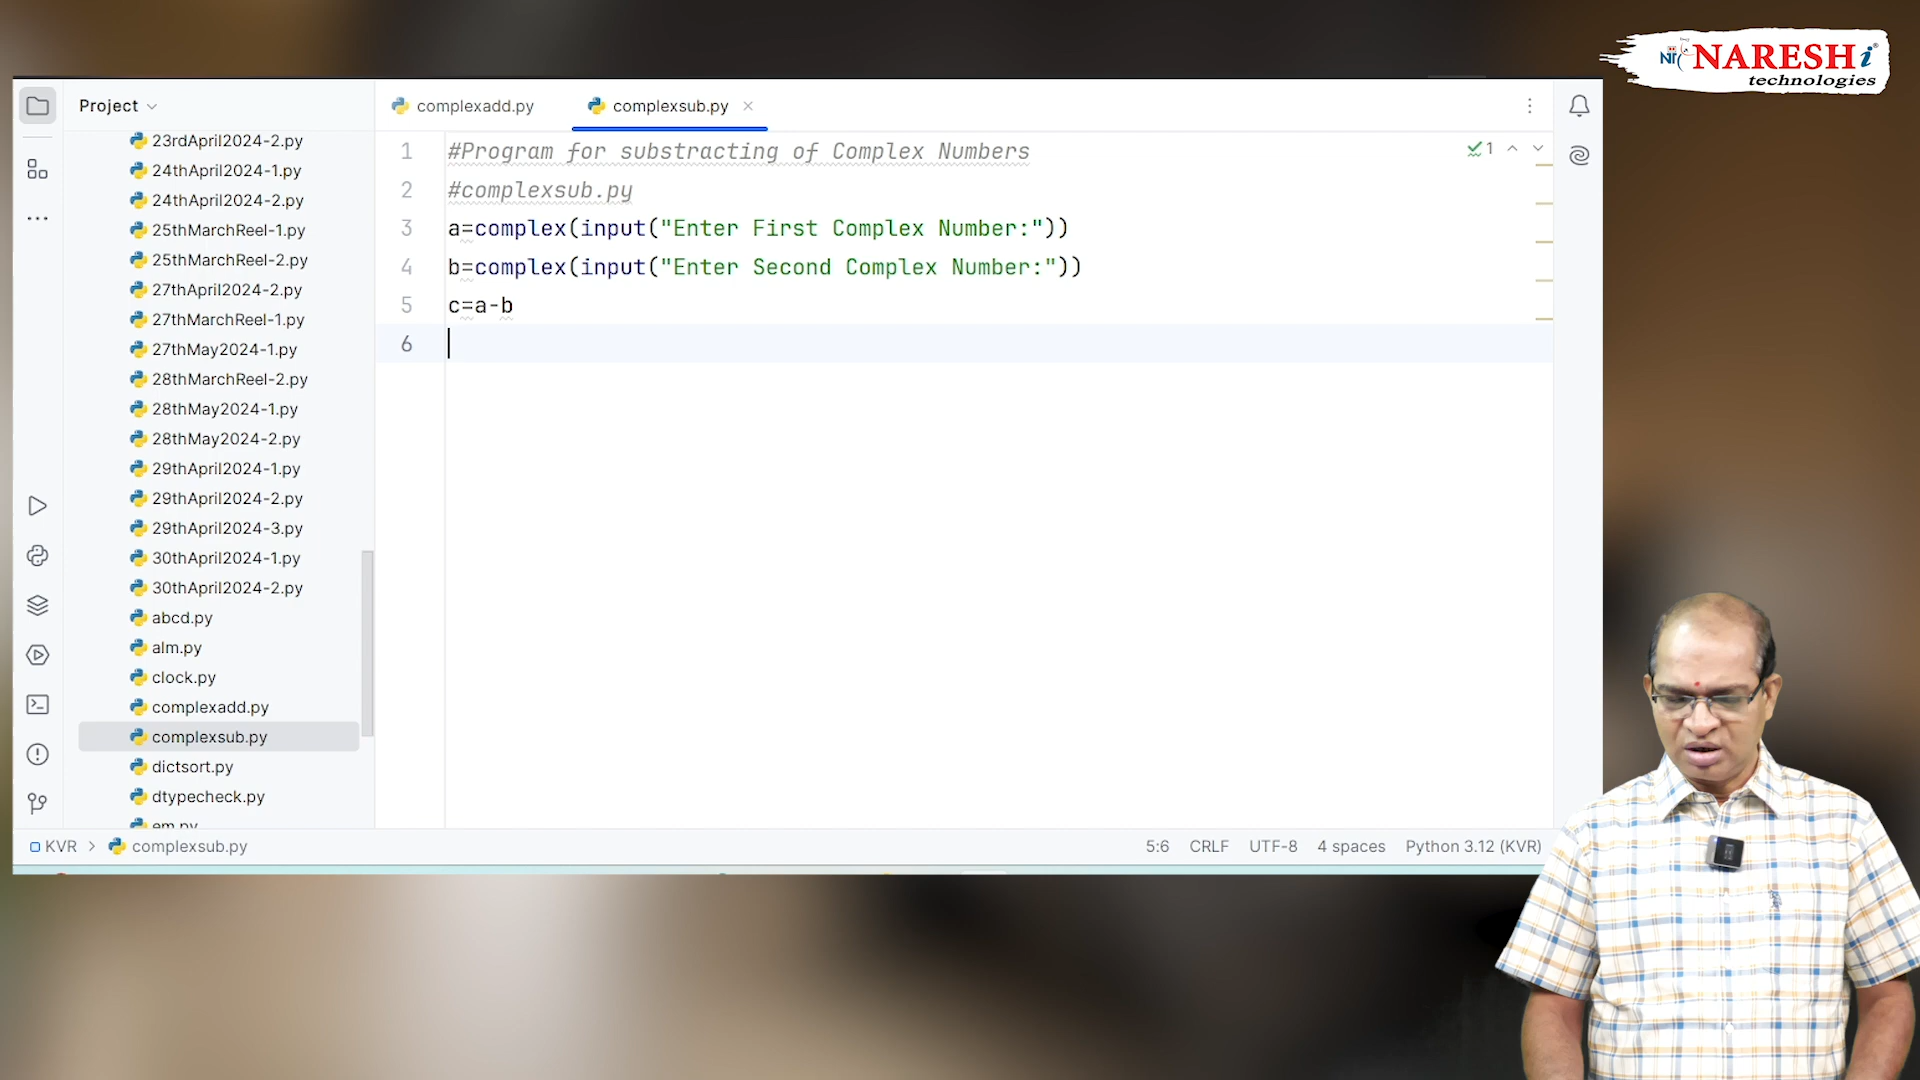 NARESHi
technologies
Project
complexadd.py
complexsub.py
23rdApril2024-2.py
24thApril2024-1.py
24thApril2024-2.py
25thMarchReel-1.py
25thMarchReel-2.py
27thApril2024-2.py
27thMarchReel-1.py
27thMay2024-1.py
28thMarchReel-2.py
28thMay2024-1.py
28thMay2024-2.py
29thApril2024-1.py
29thApril2024-2.py
29thApril2024-3.py
30thApril2024-1.py
30thApril2024-2.py
abcd.py
alm.py
clock.py
complexadd.py
complexsub.py
dictsort.py
dtypecheck.py
em.py
1 #Program for substracting of Complex Numbers
2 #complexsub.py
3 a=complex(input("Enter First Complex Number:"))
4 b=complex(input("Enter Second Complex Number:"))
5 c=a-b
6
1
KVR > complexsub.py
5:6 CRLF UTF-8 4 spaces Python 3.12 (KVR)